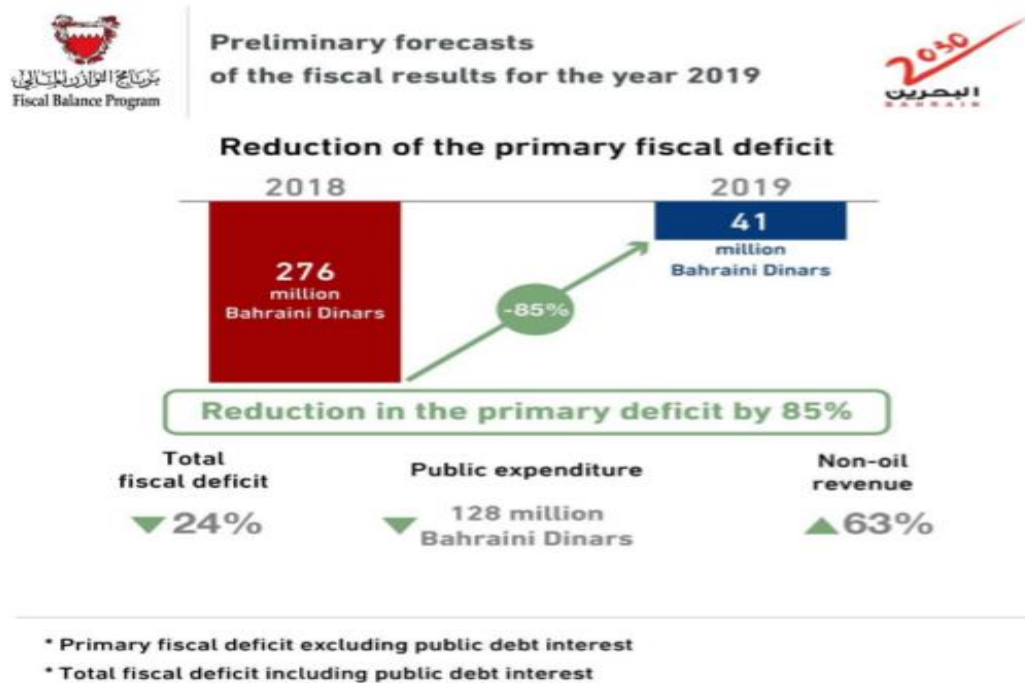 برنامج التوازن المالي
Fiscal Balance Program
Preliminary forecasts
of the fiscal results for the year 2019
2030
البحرين
BAHRAIN
Reduction of the primary fiscal deficit
2018
2019
276
million
Bahraini Dinars
-85%
41
million
Bahraini Dinars
Reduction in the primary deficit by 85%
Total
fiscal deficit
24%
Public expenditure
128 million
Bahraini Dinars
Non-oil
revenue
63%
* Primary fiscal deficit excluding public debt interest
* Total fiscal deficit including public debt interest